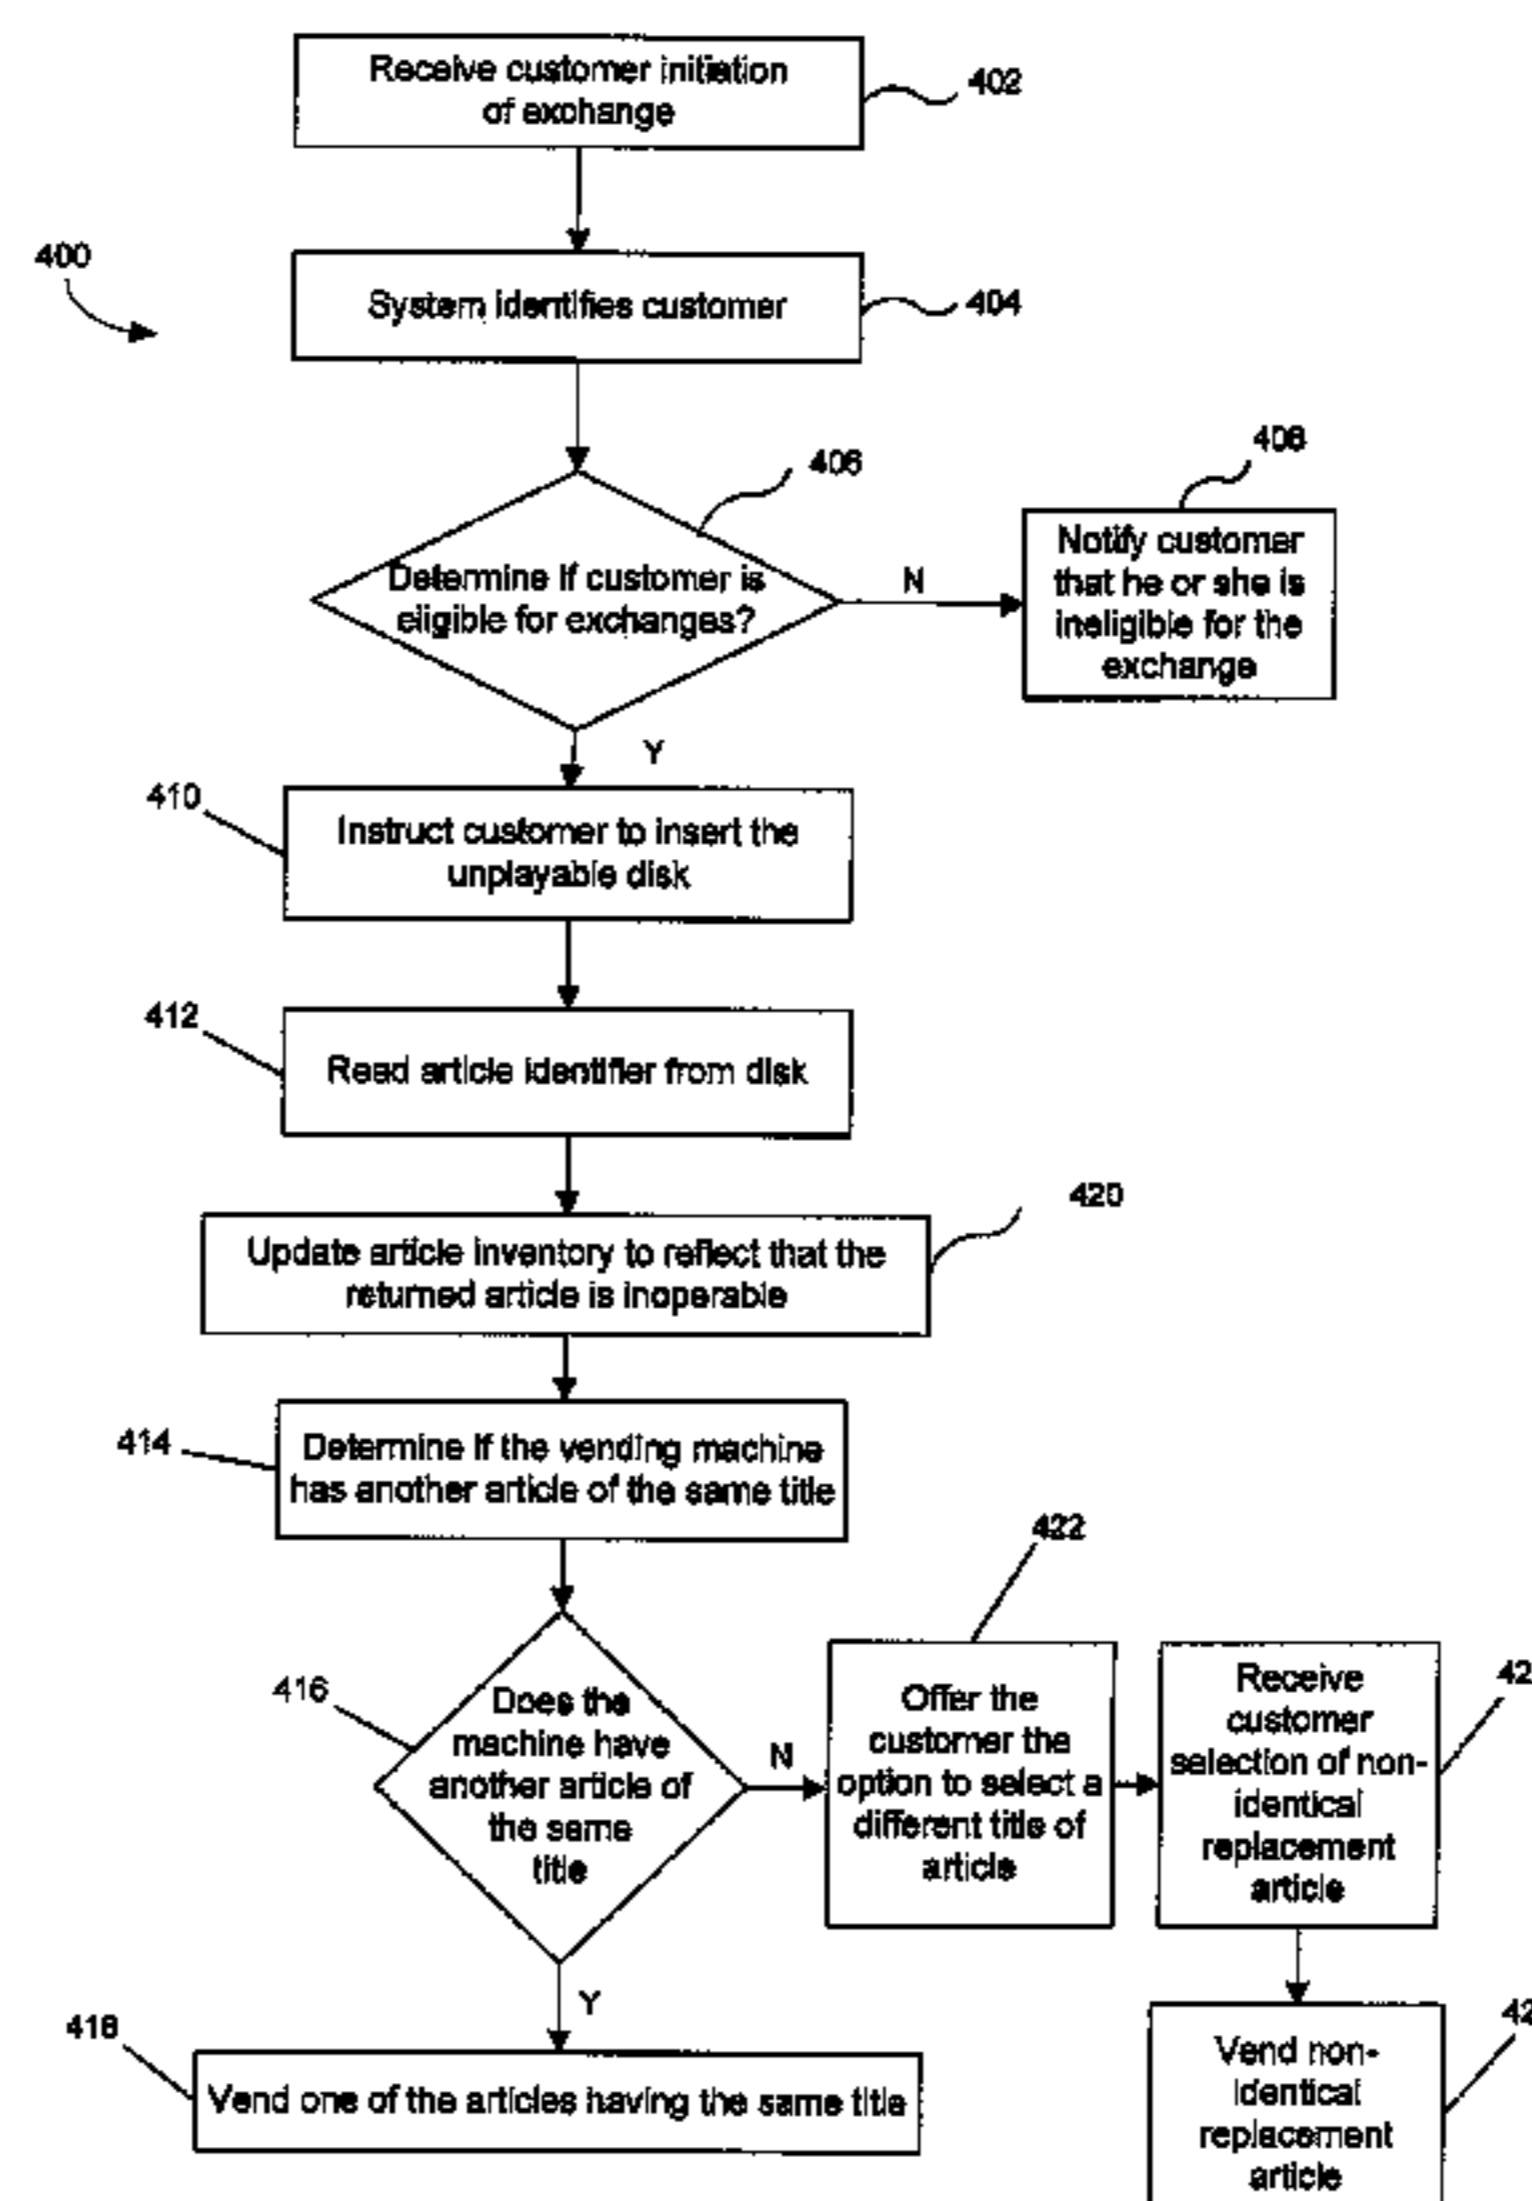 Receive customer initiation
of exchange
402
400
System identifies customer
404
406
408
Determine if customer is
eligible for exchanges?
N
Notify customer
that he or she is
ineligible for the
exchange
Y
410
Instruct customer to insert the
unplayable disk
412
Read article identifier from disk
420
Update article inventory to reflect that the
returned article is inoperable
414
Determine if the vending machine
has another article of the same title
422
416
Does the
machine have
another article of
the same
title
N
Offer the
customer the
option to select a
different title of
article
Receive
customer
selection of non-
identical
replacement
article
Y
418
Vend one of the articles having the same title
Vend non-
identical
replacement
article